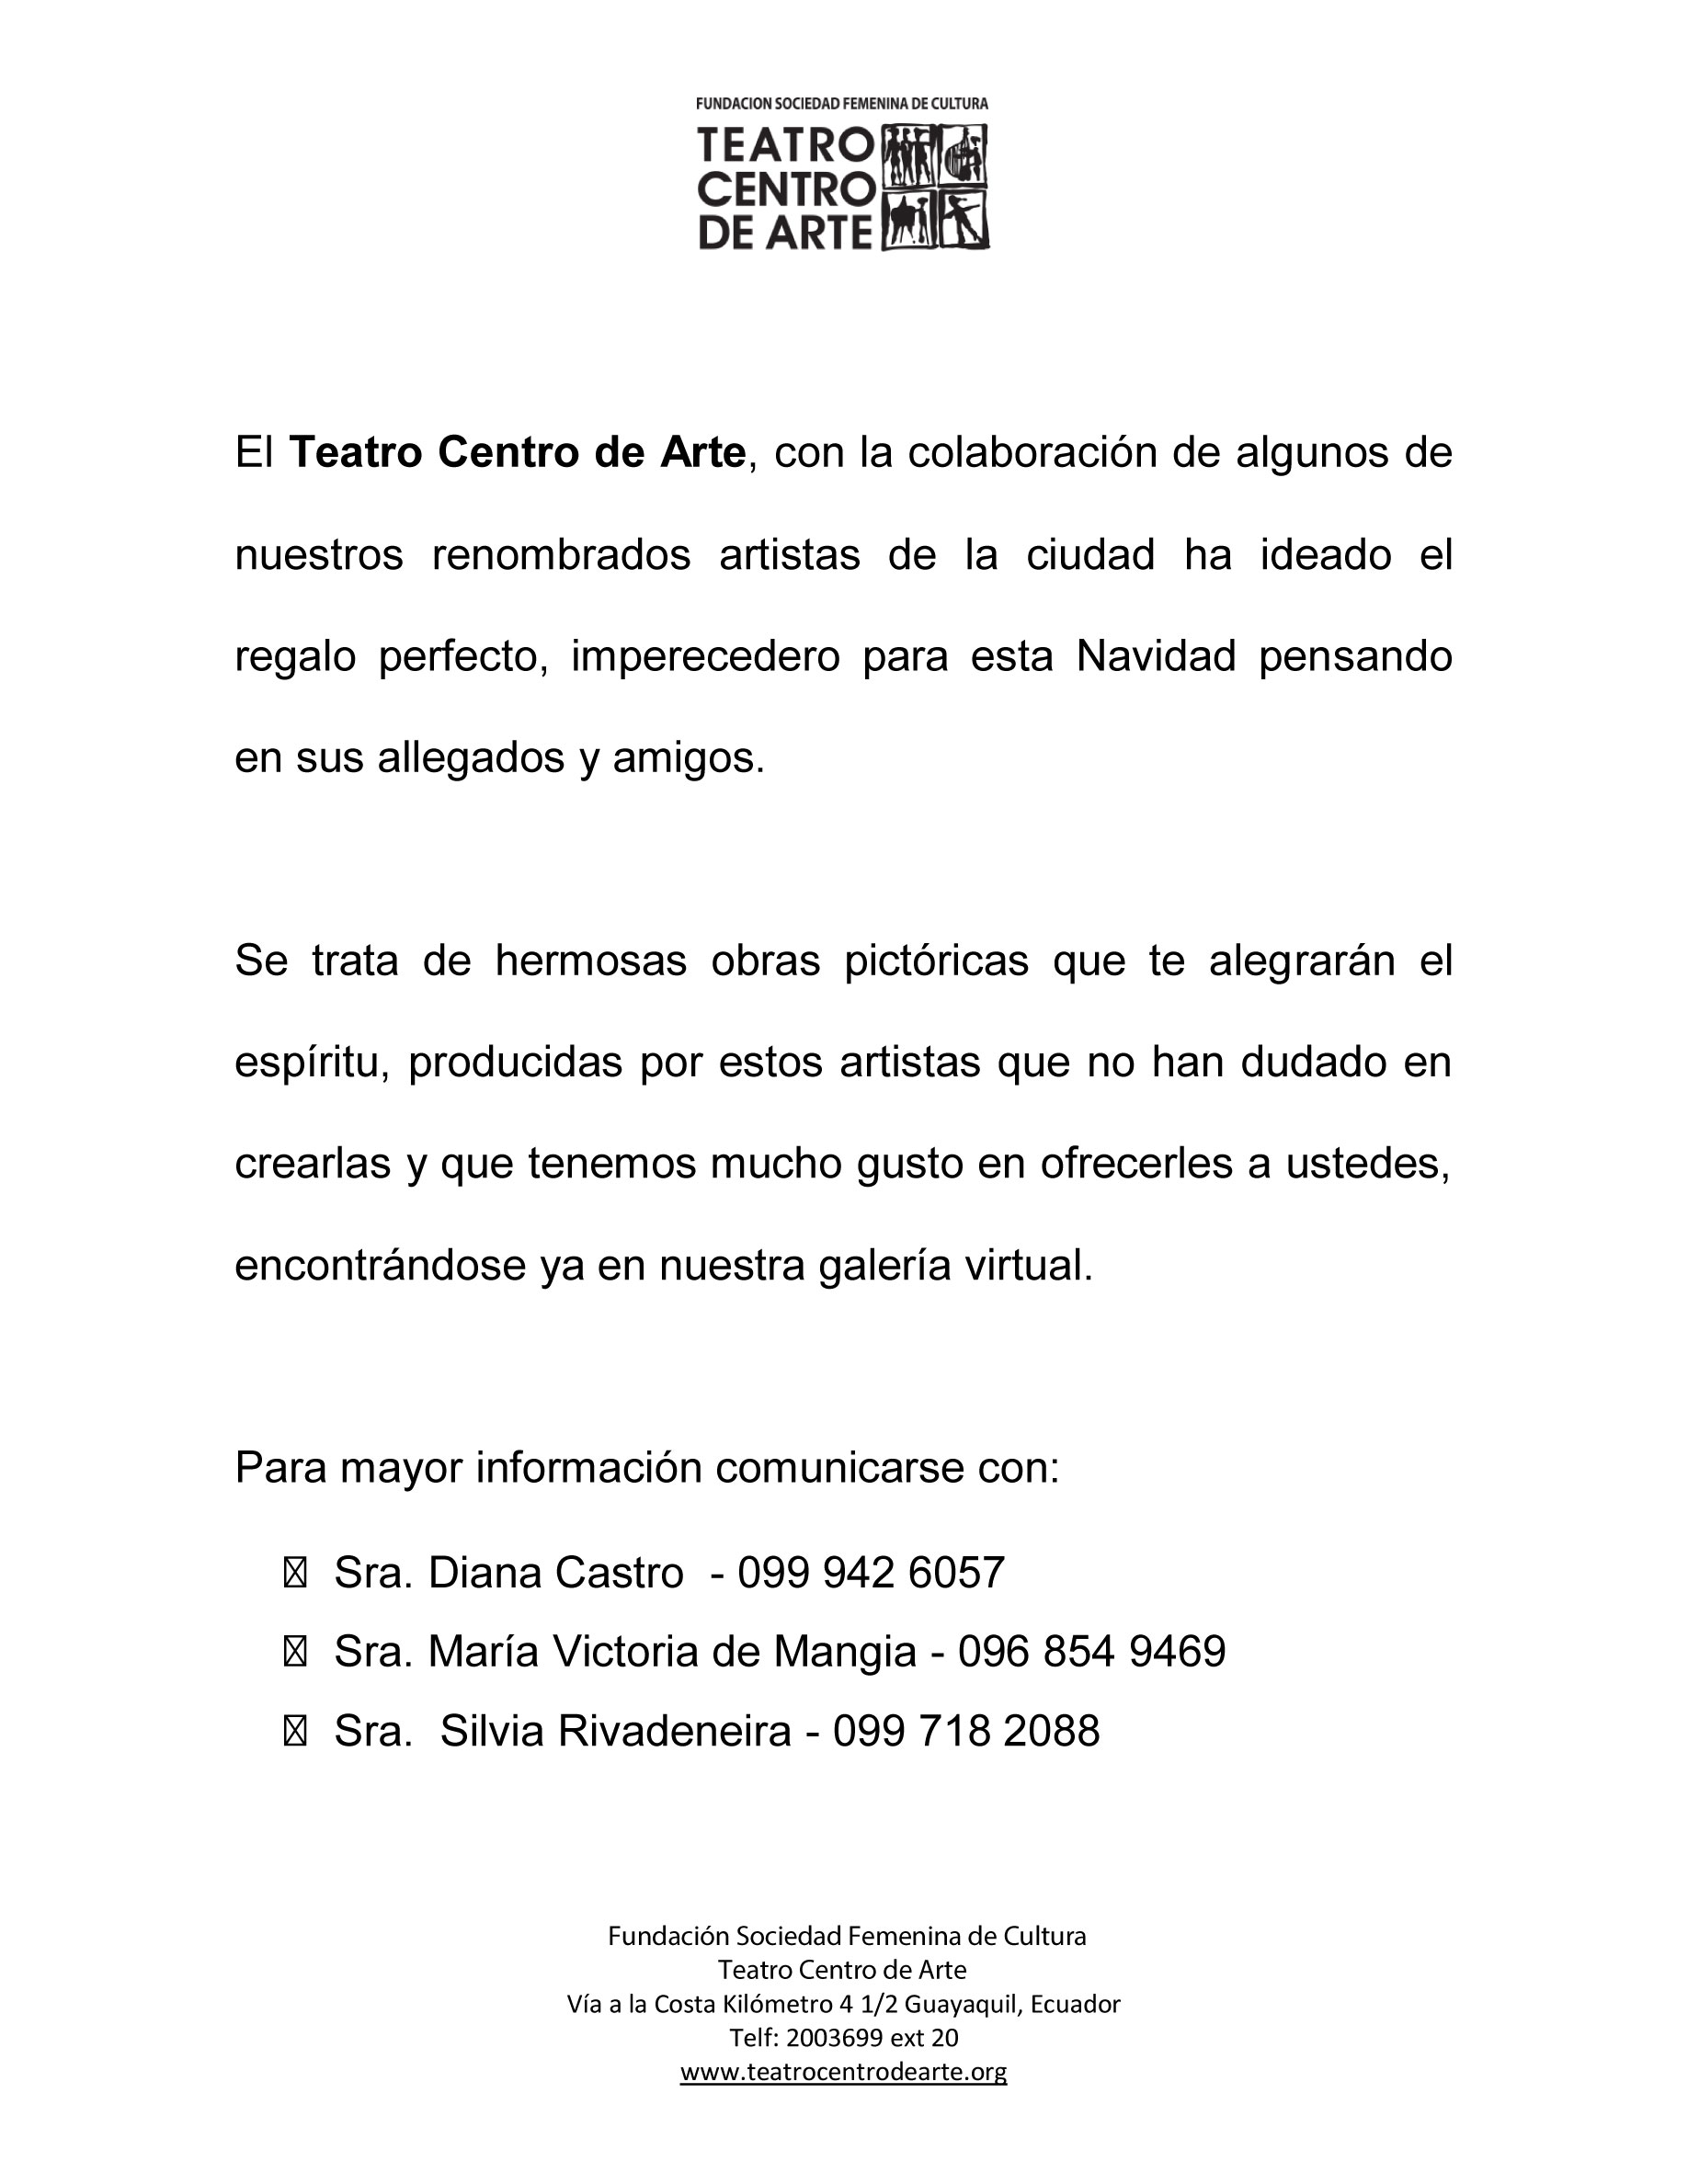 FUNDACION SOCIEDAD FEMENINA DE CULTURA
TEATRO
CENTRO
DE ARTE
El Teatro Centro de Arte, con la colaboración de algunos de
nuestros renombrados artistas de la ciudad ha ideado el
regalo perfecto, imperecedero para esta Navidad pensando
en sus allegados y amigos.
Se trata de hermosas obras pictóricas que te alegrarán el
espíritu, producidas por estos artistas que no han dudado en
crearlas y que tenemos mucho gusto en ofrecerles a ustedes,
encontrándose ya en nuestra galería virtual.
Para mayor información comunicarse con:
Sra. Diana Castro  - 099 942 6057
Sra. María Victoria de Mangia - 096 854 9469
Sra.  Silvia Rivadeneira - 099 718 2088
Fundación Sociedad Femenina de Cultura
Teatro Centro de Arte
Vía a la Costa Kilómetro 4 1/2 Guayaquil, Ecuador
Telf: 2003699 ext 20
www.teatrocentrodearte.org